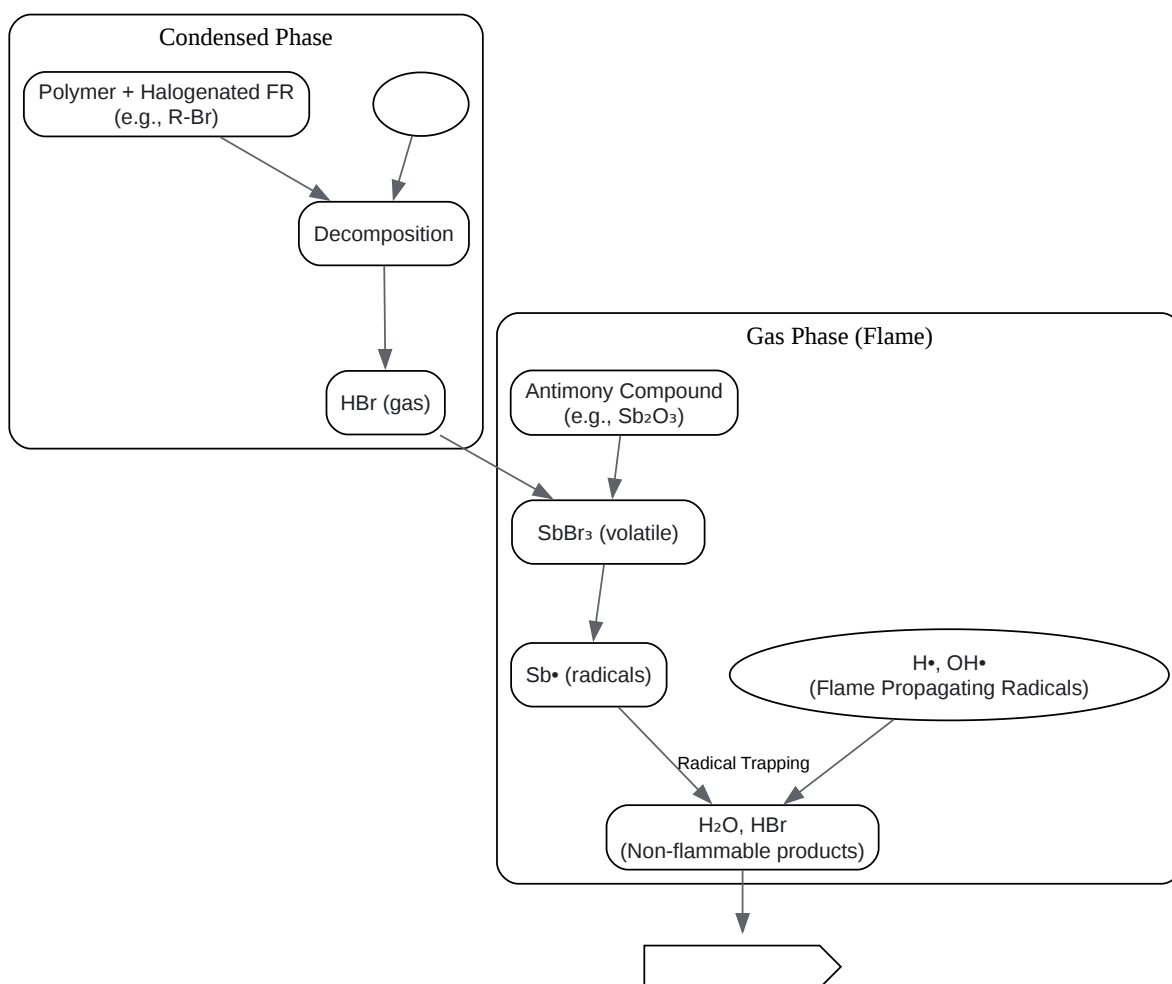 Condensed Phase
Polymer + Halogenated FR
(e.g., R-Br)
Decomposition
HBr (gas)
Gas Phase (Flame)
Antimony Compound
(e.g., Sb₂O₃)
SbBr₃ (volatile)
Sb• (radicals)
H•, OH•
(Flame Propagating Radicals)
Radical Trapping
H₂O, HBr
(Non-flammable products)